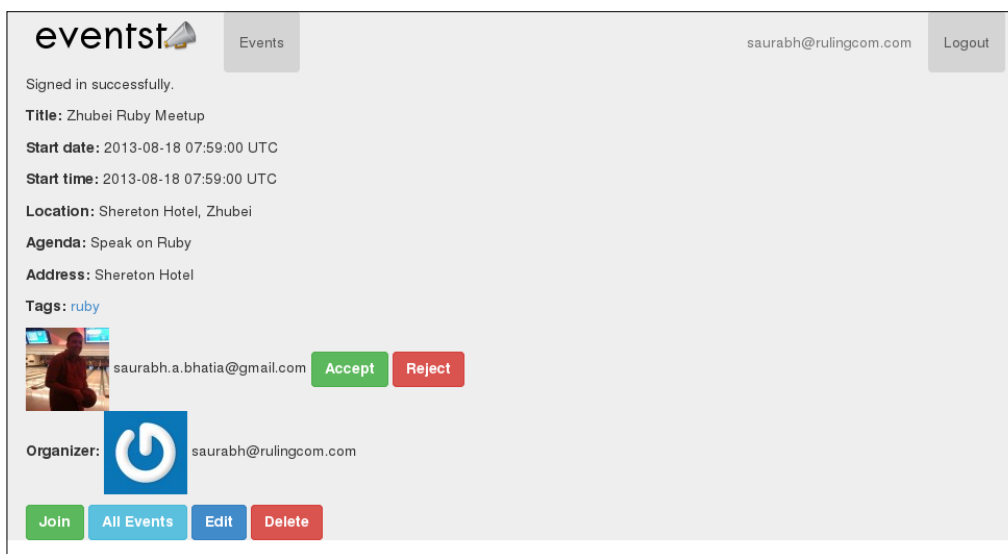 eventst
Events
saurabh@rulingcom.com
Logout
Signed in successfully.
Title: Zhubei Ruby Meetup
Start date: 2013-08-18 07:59:00 UTC
Start time: 2013-08-18 07:59:00 UTC
Location: Shereton Hotel, Zhubei
Agenda: Speak on Ruby
Address: Shereton Hotel
Tags: ruby
saurabh.a.bhatia@gmail.com Accept Reject
Organizer: saurabh@rulingcom.com
Join All Events Edit Delete